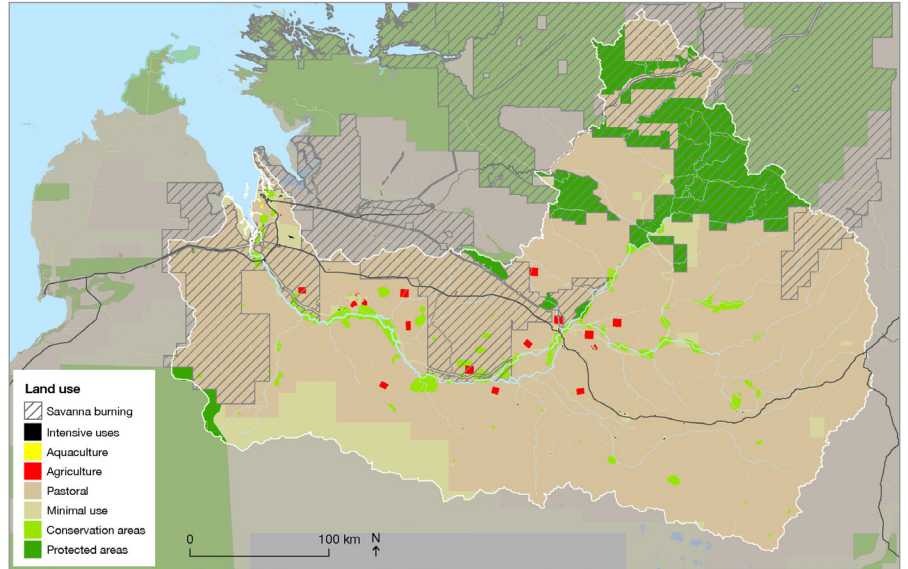 Land use
Savanna burning
Intensive uses
Aquaculture
Agriculture
Pastoral
Minimal use
Conservation areas
Protected areas
0 100 km N